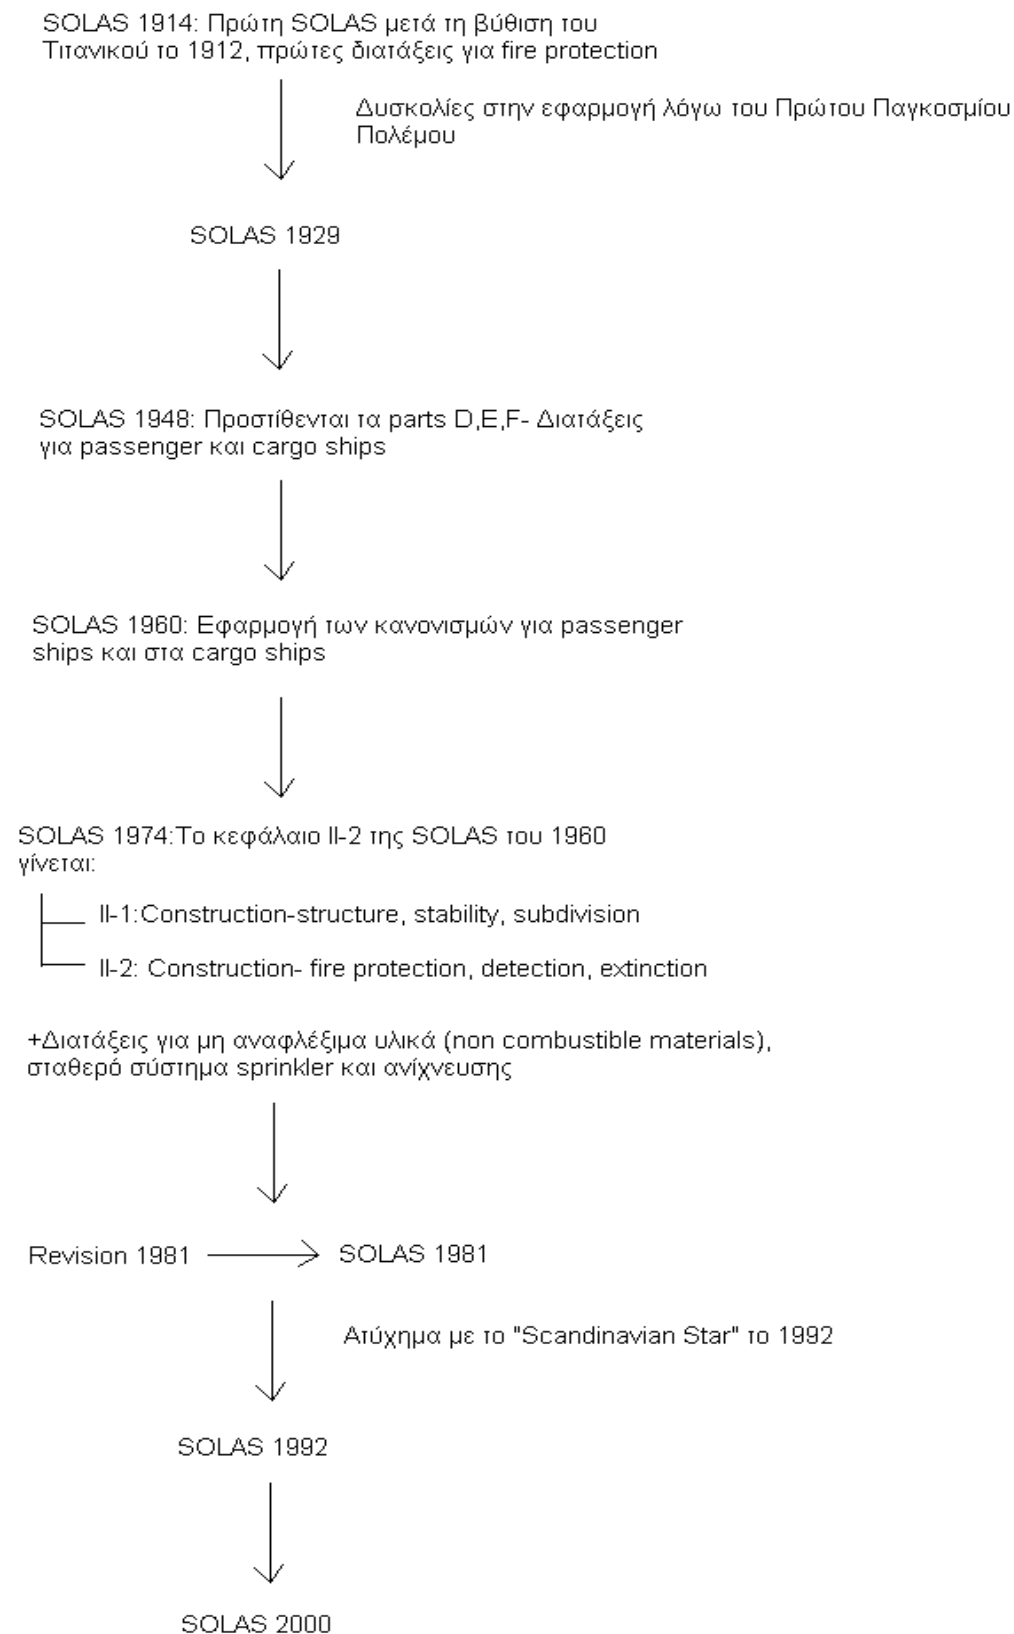 SOLAS 1914: Πρώτη SOLAS μετά τη βύθιση του
Τιτανικού το 1912, πρώτες διατάξεις για fire protection
Δυσκολίες στην εφαρμογή λόγω του Πρώτου Παγκοσμίου
Πολέμου
SOLAS 1929
SOLAS 1948: Προστίθενται τα parts D,E,F- Διατάξεις
για passenger και cargo ships
SOLAS 1960: Εφαρμογή των κανονισμών για passenger
ships και στα cargo ships
SOLAS 1974:Το κεφάλαιο II-2 της SOLAS του 1960
γίνεται:
II-1:Construction-structure, stability, subdivision
II-2: Construction- fire protection, detection, extinction
+Διατάξεις για μη αναφλέξιμα υλικά (non combustible materials),
σταθερό σύστημα sprinkler και ανίχνευσης
Revision 1981 SOLAS 1981
Ατύχημα με το "Scandinavian Star" το 1992
SOLAS 1992
SOLAS 2000